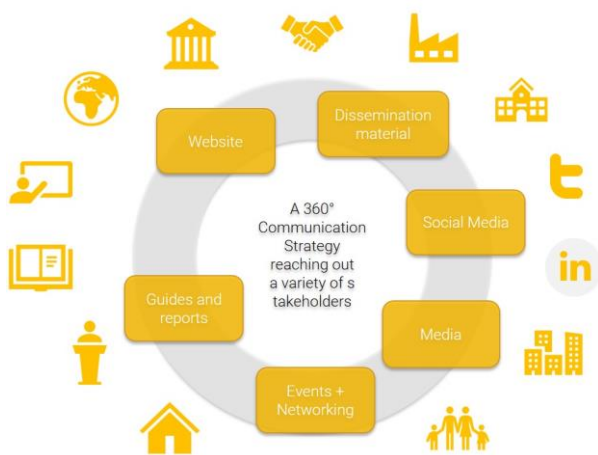 Website
Dissemination
material
Social Media
Media
Events +
Networking
Guides and
reports
A 360°
Communication
Strategy
reaching out
a variety of s
takeholders
in